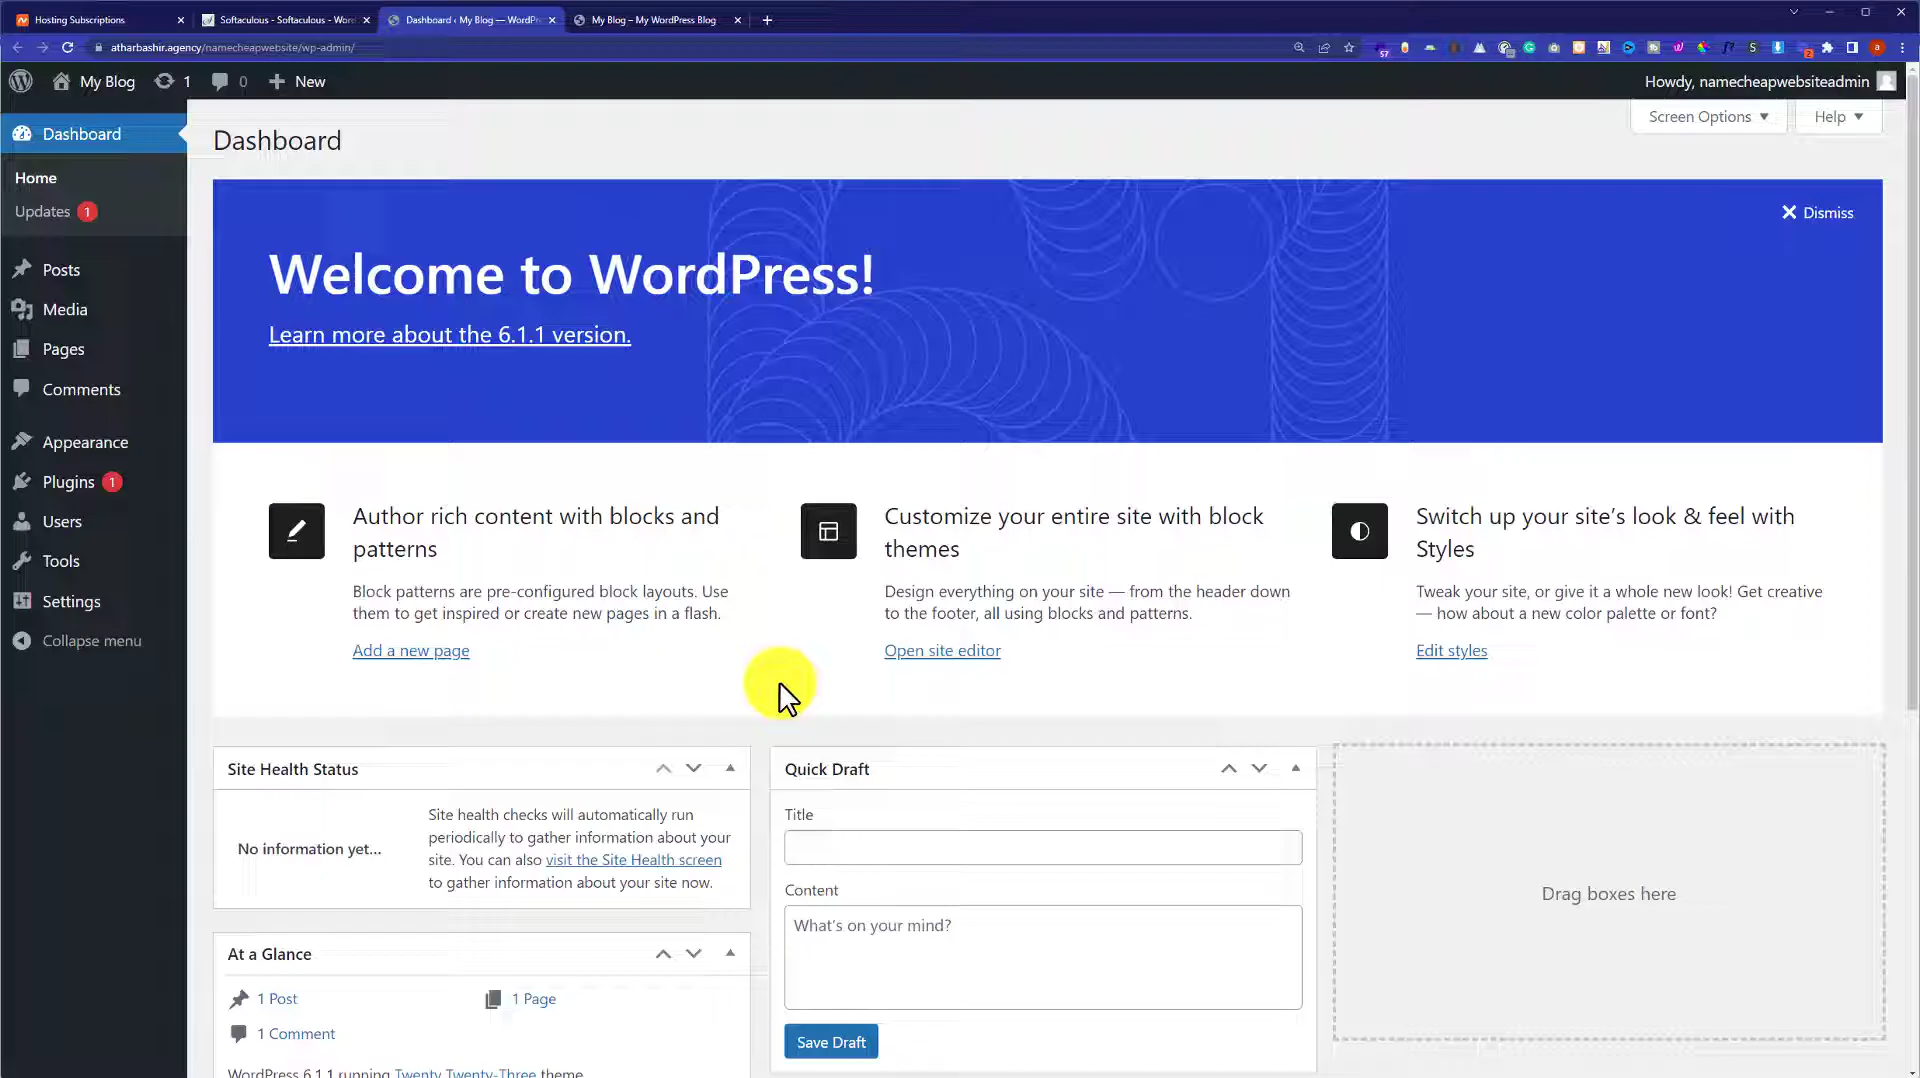 Hosting Subscriptions
Softaculous - Softaculous - Wor
Dashboard ‹ My Blog — WordPr
My Blog – My WordPress Blog
atharbashir.agency/namecheapwebsite/wp-admin/
57
2
a
My Blog
1
0
New
Howdy, namecheapwebsiteadmin
Screen Options
Help
Dashboard
Dashboard
Home
Updates 1
Posts
Media
Pages
Comments
Appearance
Plugins 1
Users
Tools
Settings
Collapse menu
Dismiss
Welcome to WordPress!
Learn more about the 6.1.1 version.
Author rich content with blocks and
patterns
Block patterns are pre-configured block layouts. Use
them to get inspired or create new pages in a flash.
Add a new page
Customize your entire site with block
themes
Design everything on your site — from the header down
to the footer, all using blocks and patterns.
Open site editor
Switch up your site's look & feel with
Styles
Tweak your site, or give it a whole new look! Get creative
— how about a new color palette or font?
Edit styles
Site Health Status
No information yet...
Site health checks will automatically run
periodically to gather information about your
site. You can also visit the Site Health screen
to gather information about your site now.
At a Glance
1 Post
1 Page
1 Comment
WordPress 6.1.1 running Twenty Twenty-Three theme
Quick Draft
Title
Content
What's on your mind?
Save Draft
Drag boxes here